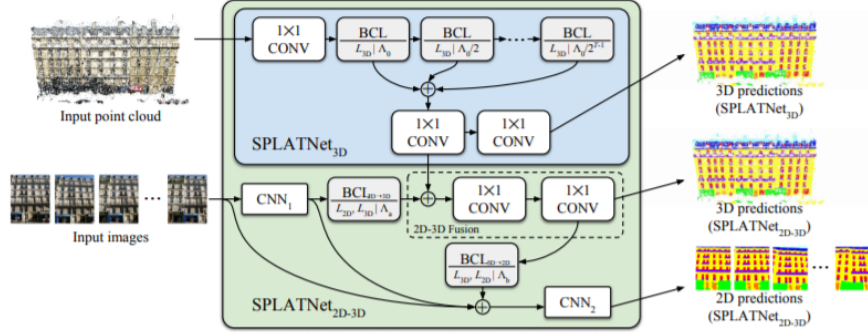 1×1
CONV
BCL
L3D | Λ0
BCL
L3D | Λ0/2
BCL
L3D | Λ0/2^T-1
Input point cloud
1×1
CONV
1×1
CONV
SPLATNet3D
3D predictions
(SPLATNet3D)
Input images
CNN1
BCL2D→3D
L2D, L3D | Λa
1×1
CONV
1×1
CONV
2D-3D Fusion
3D predictions
(SPLATNet2D-3D)
BCL3D→2D
L3D, L2D | Λb
CNN2
SPLATNet2D-3D
2D predictions
(SPLATNet2D-3D)